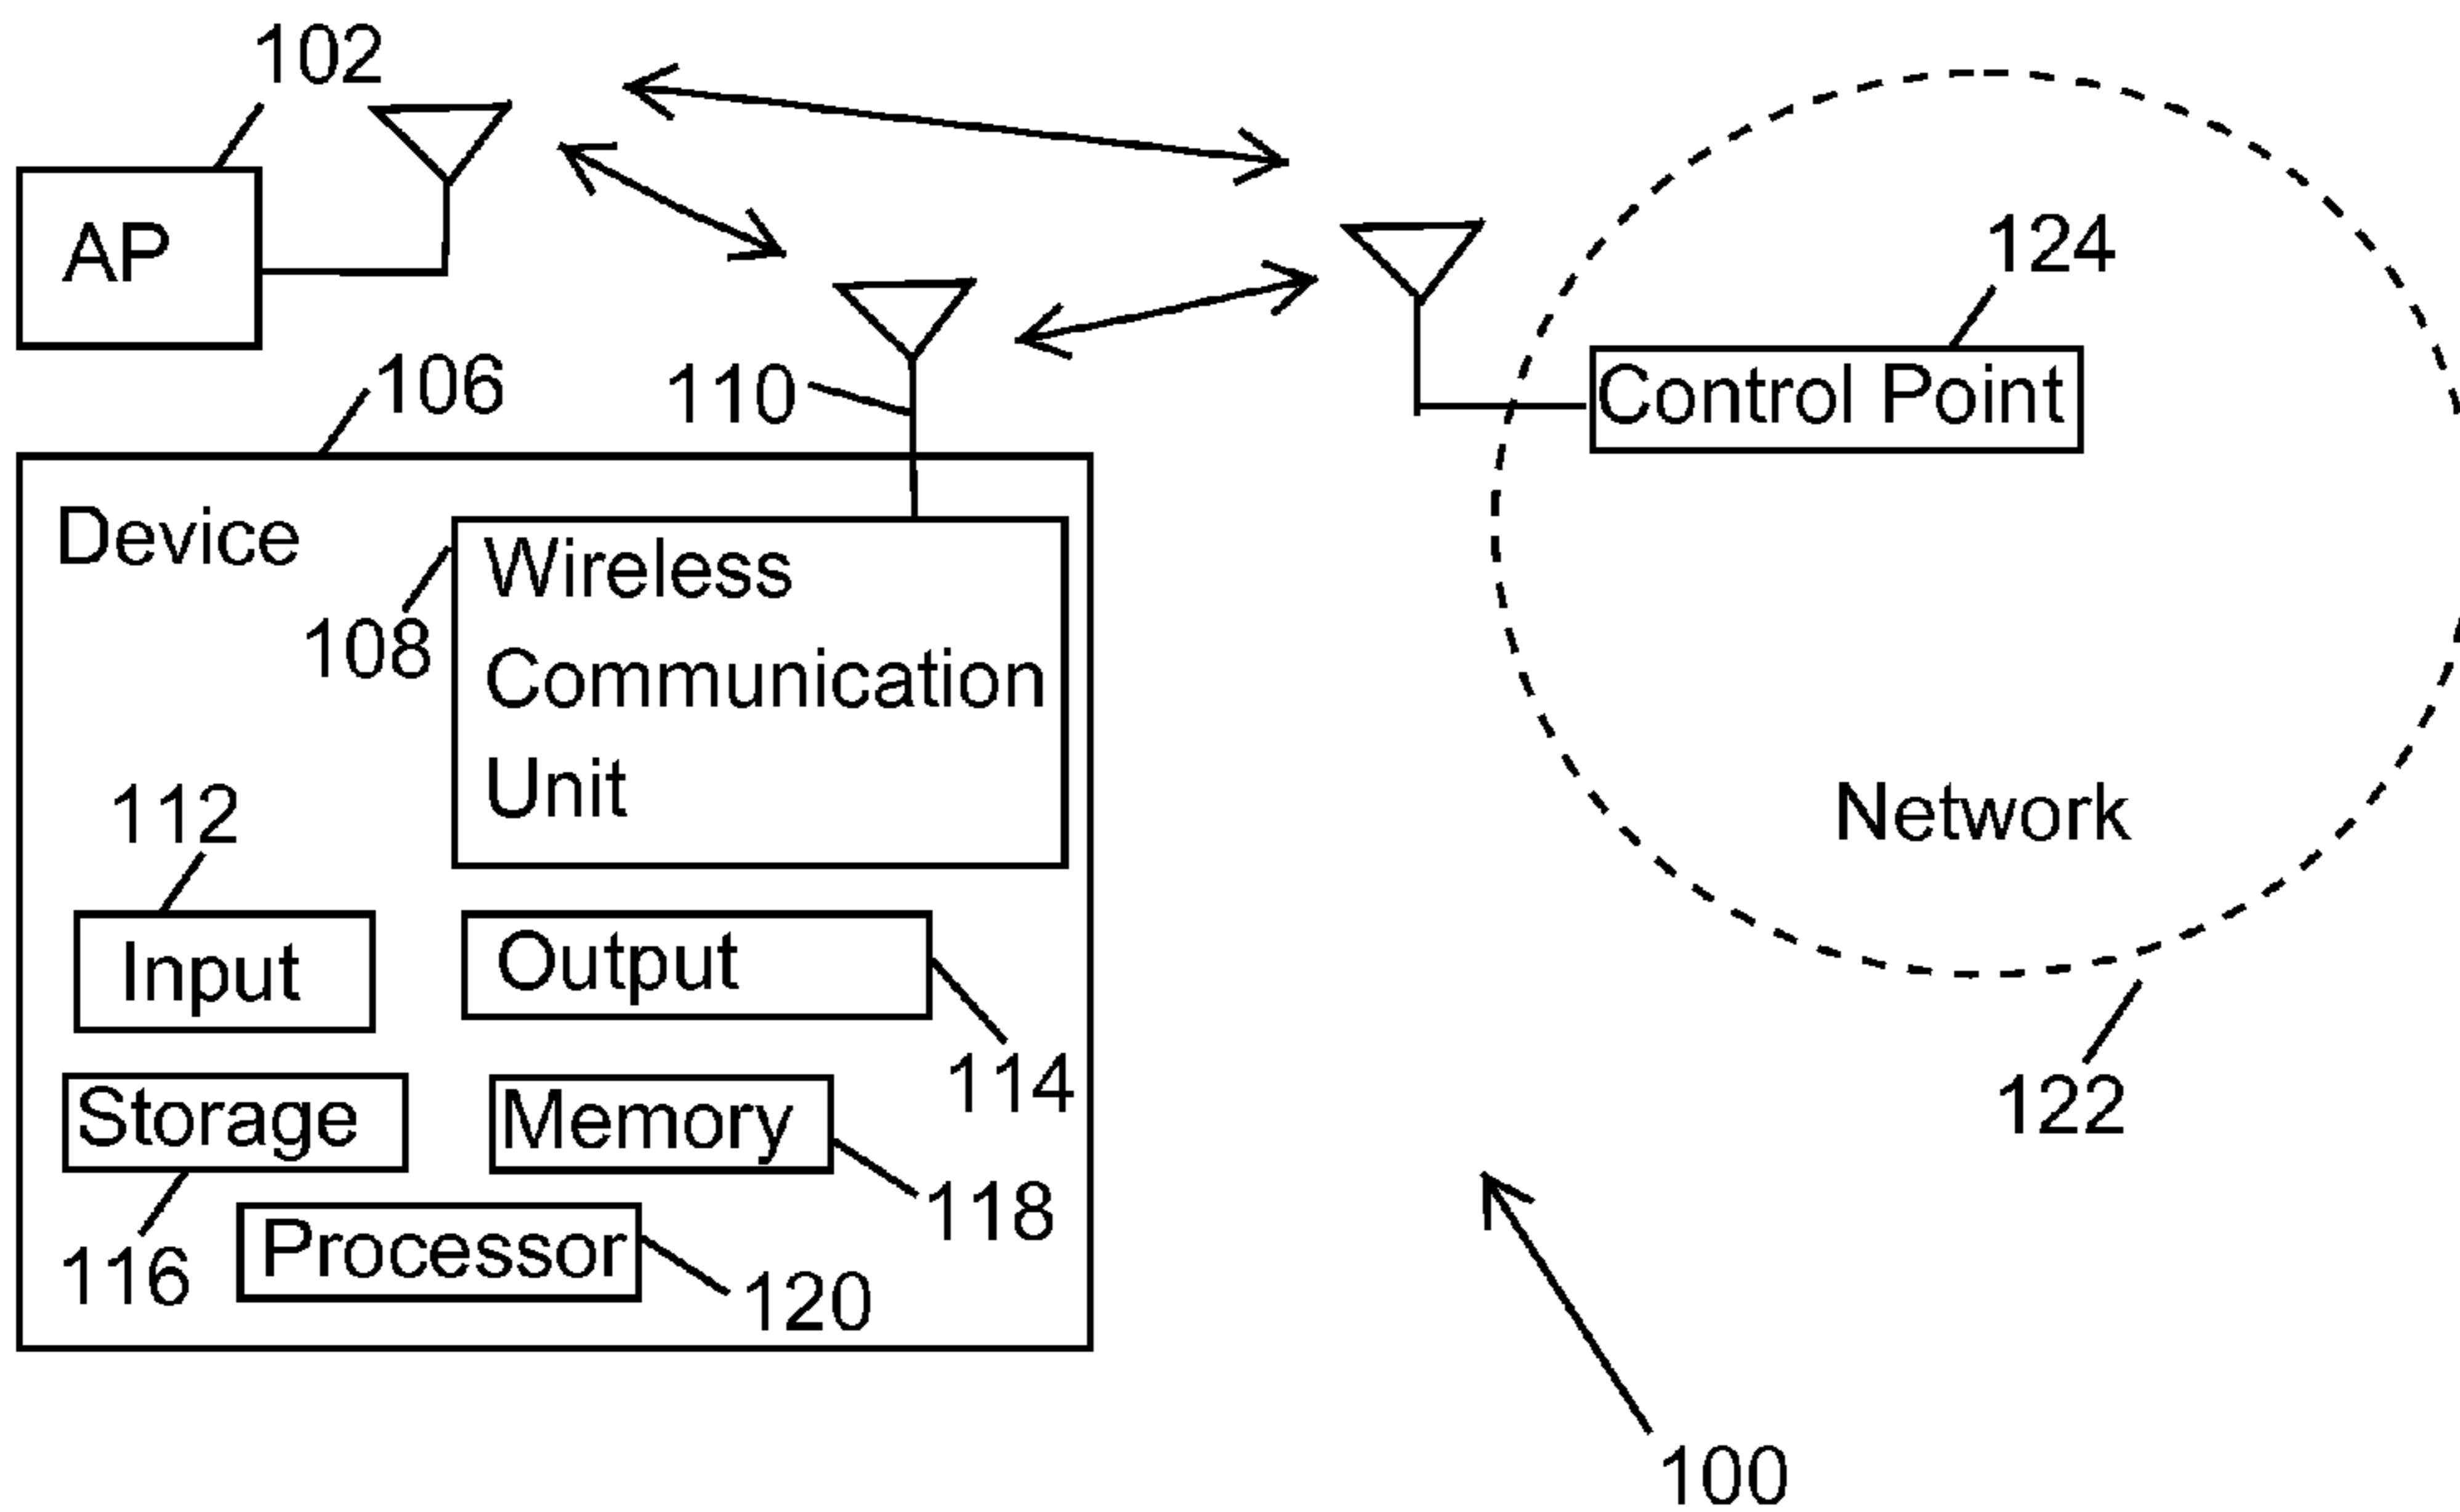 102
AP
124
Control Point
106
110
Device
Wireless
Communication
Unit
108
112
Network
Input
Output
114
122
Storage
Memory
118
116
Processor
120
100